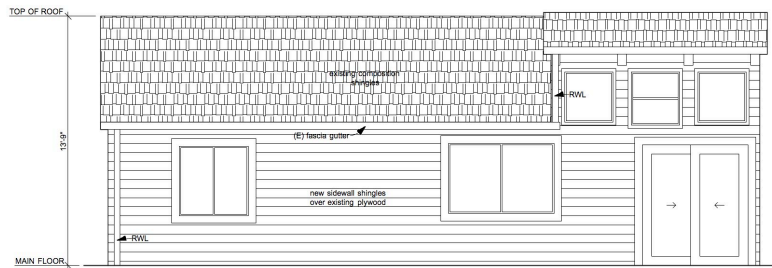 TOP OF ROOF
existing composition
shingles
RWL
(E) fascia gutter
13'-9"
new sidewall shingles
over existing plywood
RWL
MAIN FLOOR